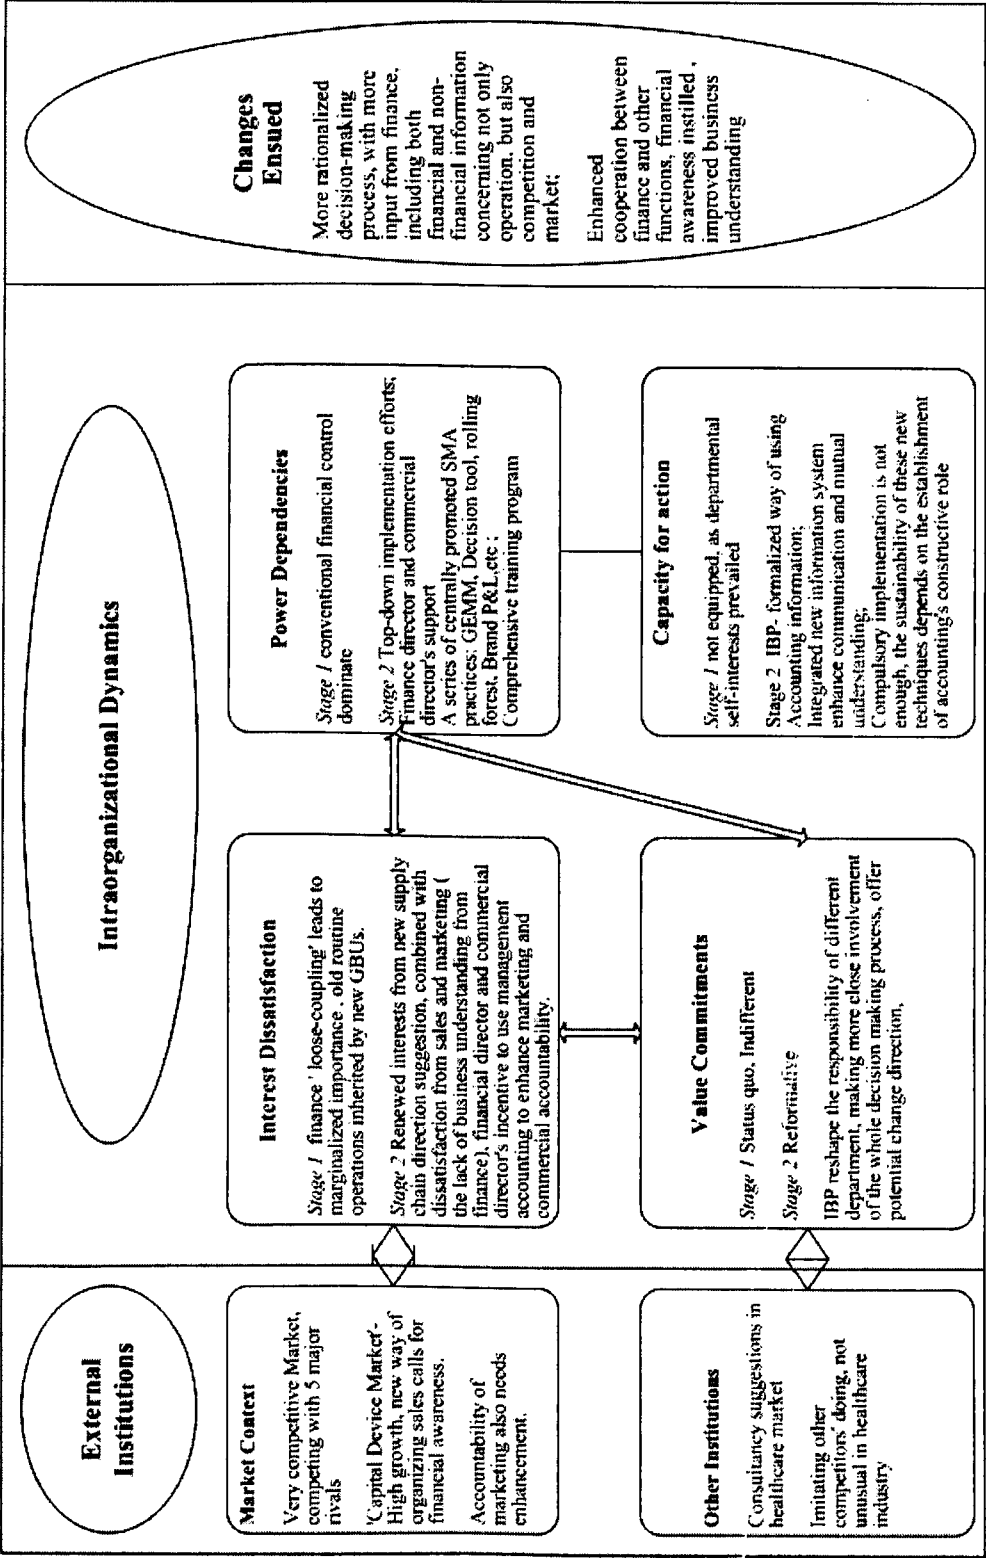 External
Institutions
Intraorganizational Dynamics
Changes
Ensued
Market Context
Very competitive Market,
competing with 5 major
rivals
'Capital Device Market'-
High growth, new way of
organizing sales calls for
financial awareness.
Accountability of
marketing also needs
enhancement.
Other Institutions
Consultancy suggestions in
healthcare market
Imitating other
competitors' doing, not
unusual in healthcare
industry
Interest Dissatisfaction
Stage 1 finance 'loose-coupling' leads to
marginalized importance, old routine
operations inherited by new GBUs.
Stage 2 Renewed interests from new supply
chain direction suggestion, combined with
dissatisfaction from sales and marketing (
the lack of business understanding from
finance), financial director and commercial
director's incentive to use management
accounting to enhance marketing and
commercial accountability.
Value Commitments
Stage 1 Status quo, Indifferent
Stage 2 Reformative
IBP reshape the responsibility of different
department, making more close involvement
of the whole decision making process, offer
potential change direction,
Power Dependencies
Stage 1 conventional financial control
dominate
Stage 2 Top-down implementation efforts;
Finance director and commercial
director's support
A series of centrally promoted SMA
practices: GEMM, Decision tool, rolling
forest, Brand P&L,etc ;
Comprehensive training program
Capacity for action
Stage 1 not equipped, as departmental
self-interests prevailed
Stage 2 IBP- formalized way of using
Accounting information;
Integrated new information system
enhance communication and mutual
understanding;
Compulsory implementation is not
enough, the sustainability of these new
techniques depends on the establishment
of accounting's constructive role
More rationalized
decision-making
process, with more
input from finance,
including both
financial and non-
financial information
concerning not only
operation, but also
competition and
market;
Enhanced
cooperation between
finance and other
functions, financial
awareness instilled ,
improved business
understanding